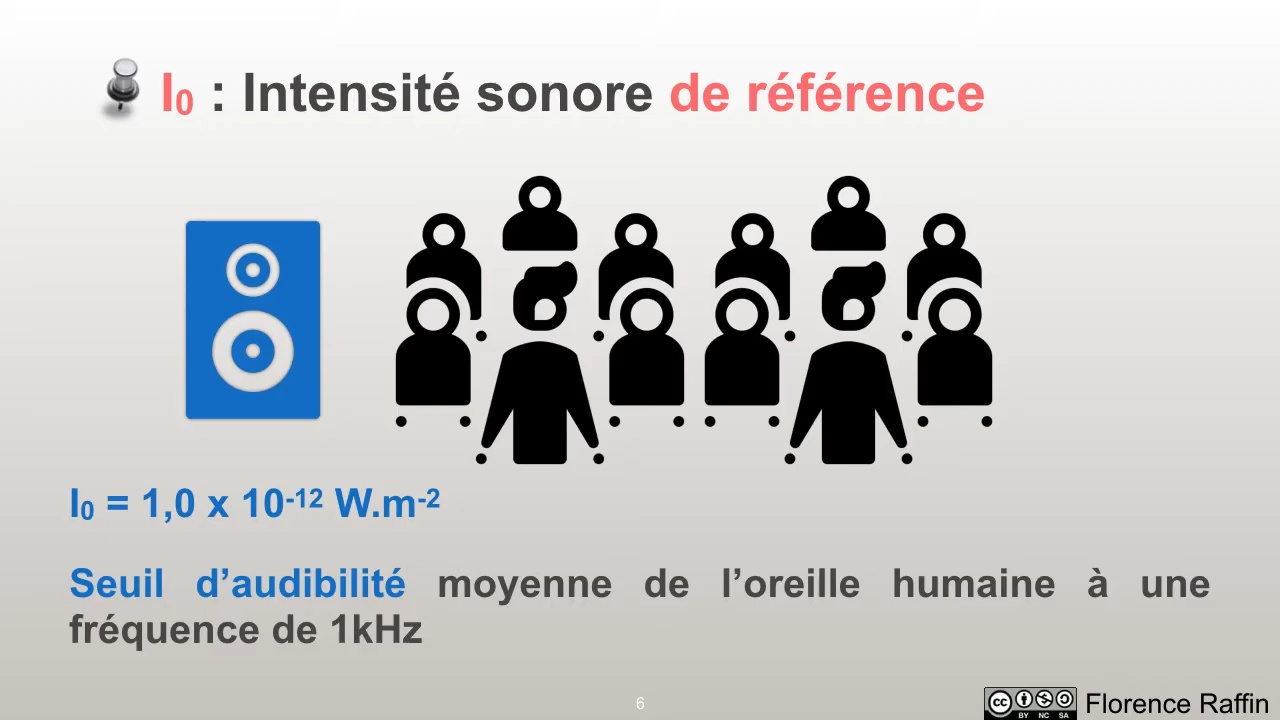 I₀ : Intensité sonore de référence
I₀ = 1,0 x 10⁻¹² W.m⁻²
Seuil d’audibilité moyenne de l’oreille humaine à une
fréquence de 1kHz
6
cc BY NC SA Florence Raffin